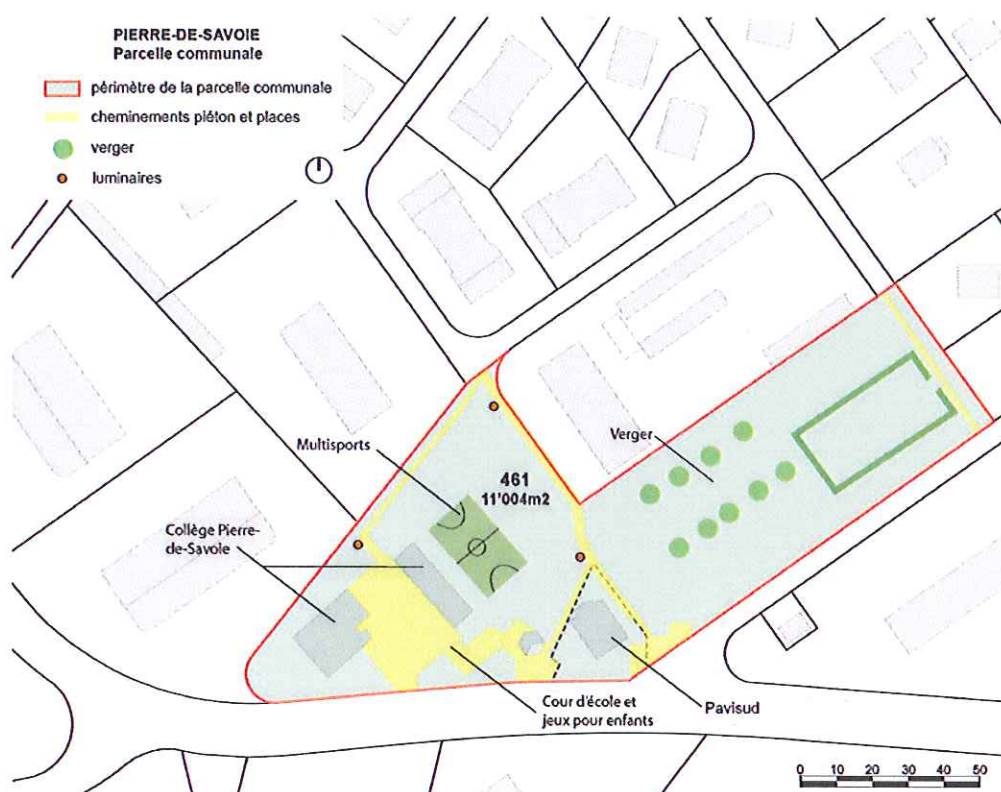 PIERRE-DE-SAVOIE
Parcelle communale
périmètre de la parcelle communale
cheminements piéton et places
verger
luminaires
Multisports
Verger
461
11'004m2
Collège Pierre-
de-Savoie
Cour d'école et
jeux pour enfants
Pavisud
0 10 20 30 40 50